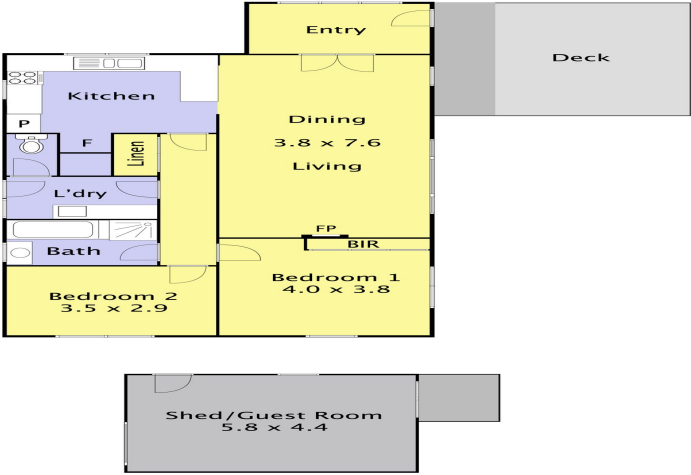 Entry
Deck
Kitchen
P
F
Linen
Dining
3.8 x 7.6
Living
L'dry
FP
BIR
Bath
Bedroom 1
4.0 x 3.8
Bedroom 2
3.5 x 2.9
Shed/Guest Room
5.8 x 4.4